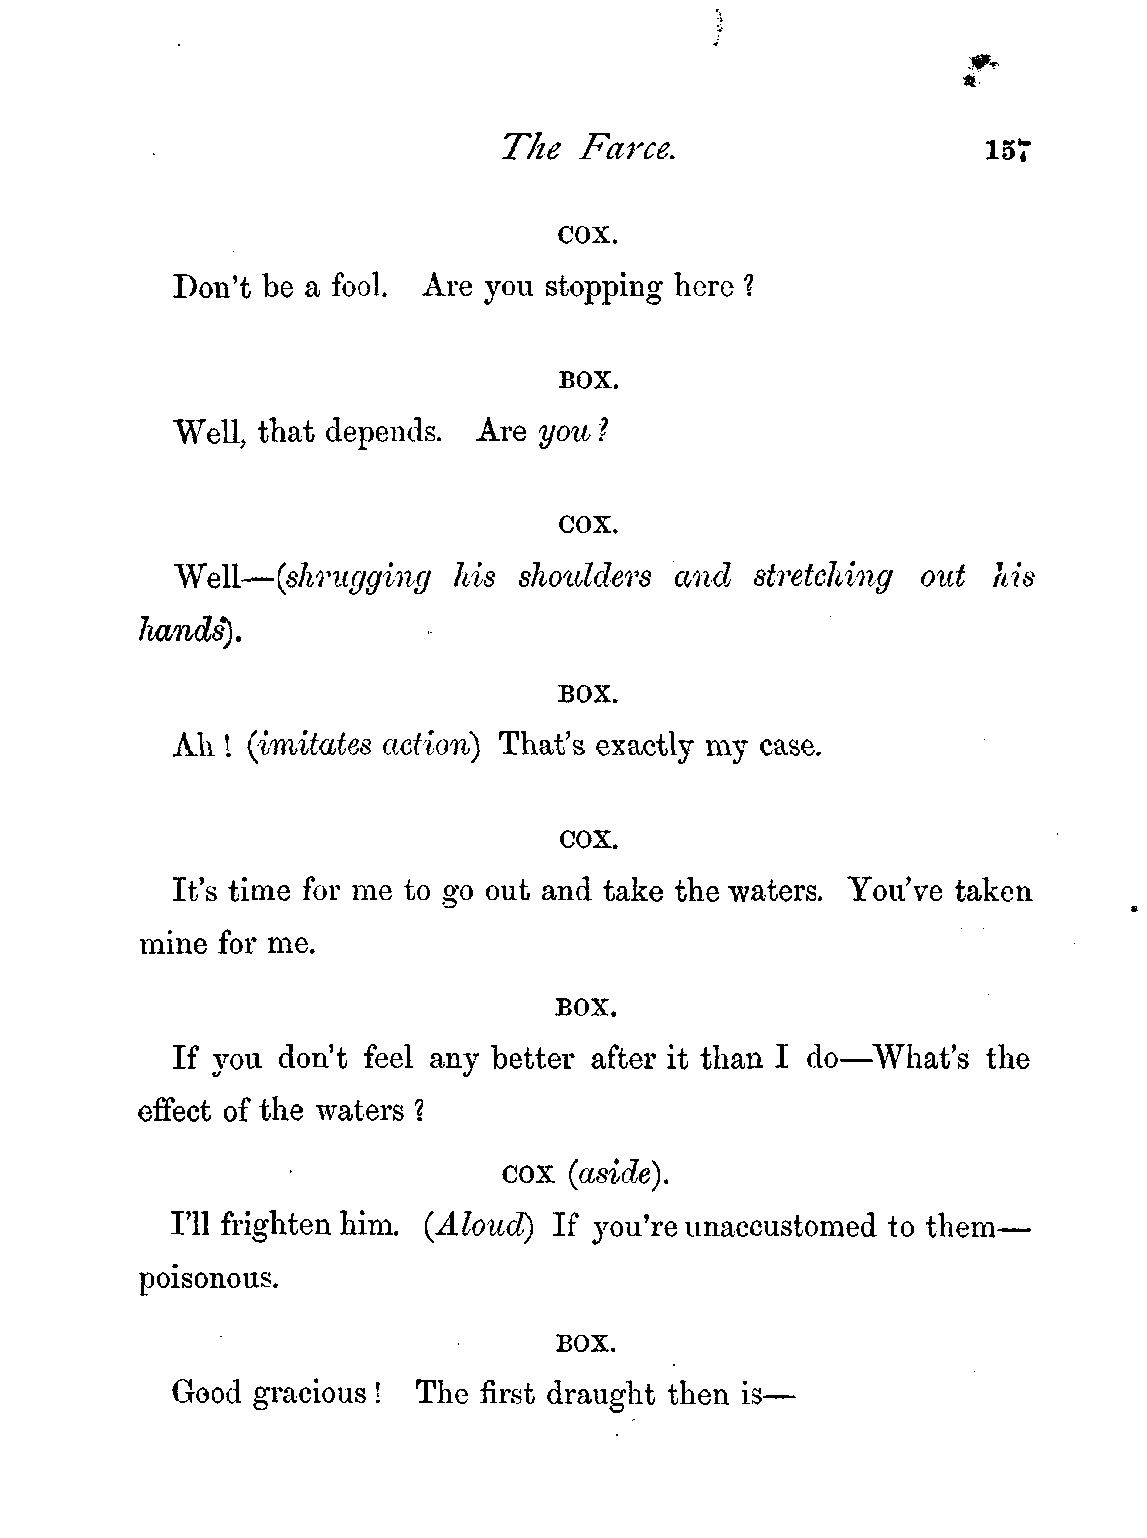 The Farce. 157
COX.
Don't be a fool. Are you stopping here?
BOX.
Well, that depends. Are you?
COX.
Well—(shrugging his shoulders and stretching out his
hands).
BOX.
Ah! (imitates action) That's exactly my case.
COX.
It's time for me to go out and take the waters. You've taken
mine for me.
BOX.
If you don't feel any better after it than I do—What's the
effect of the waters?
COX (aside).
I'll frighten him. (Aloud) If you're unaccustomed to them—
poisonous.
BOX.
Good gracious! The first draught then is—